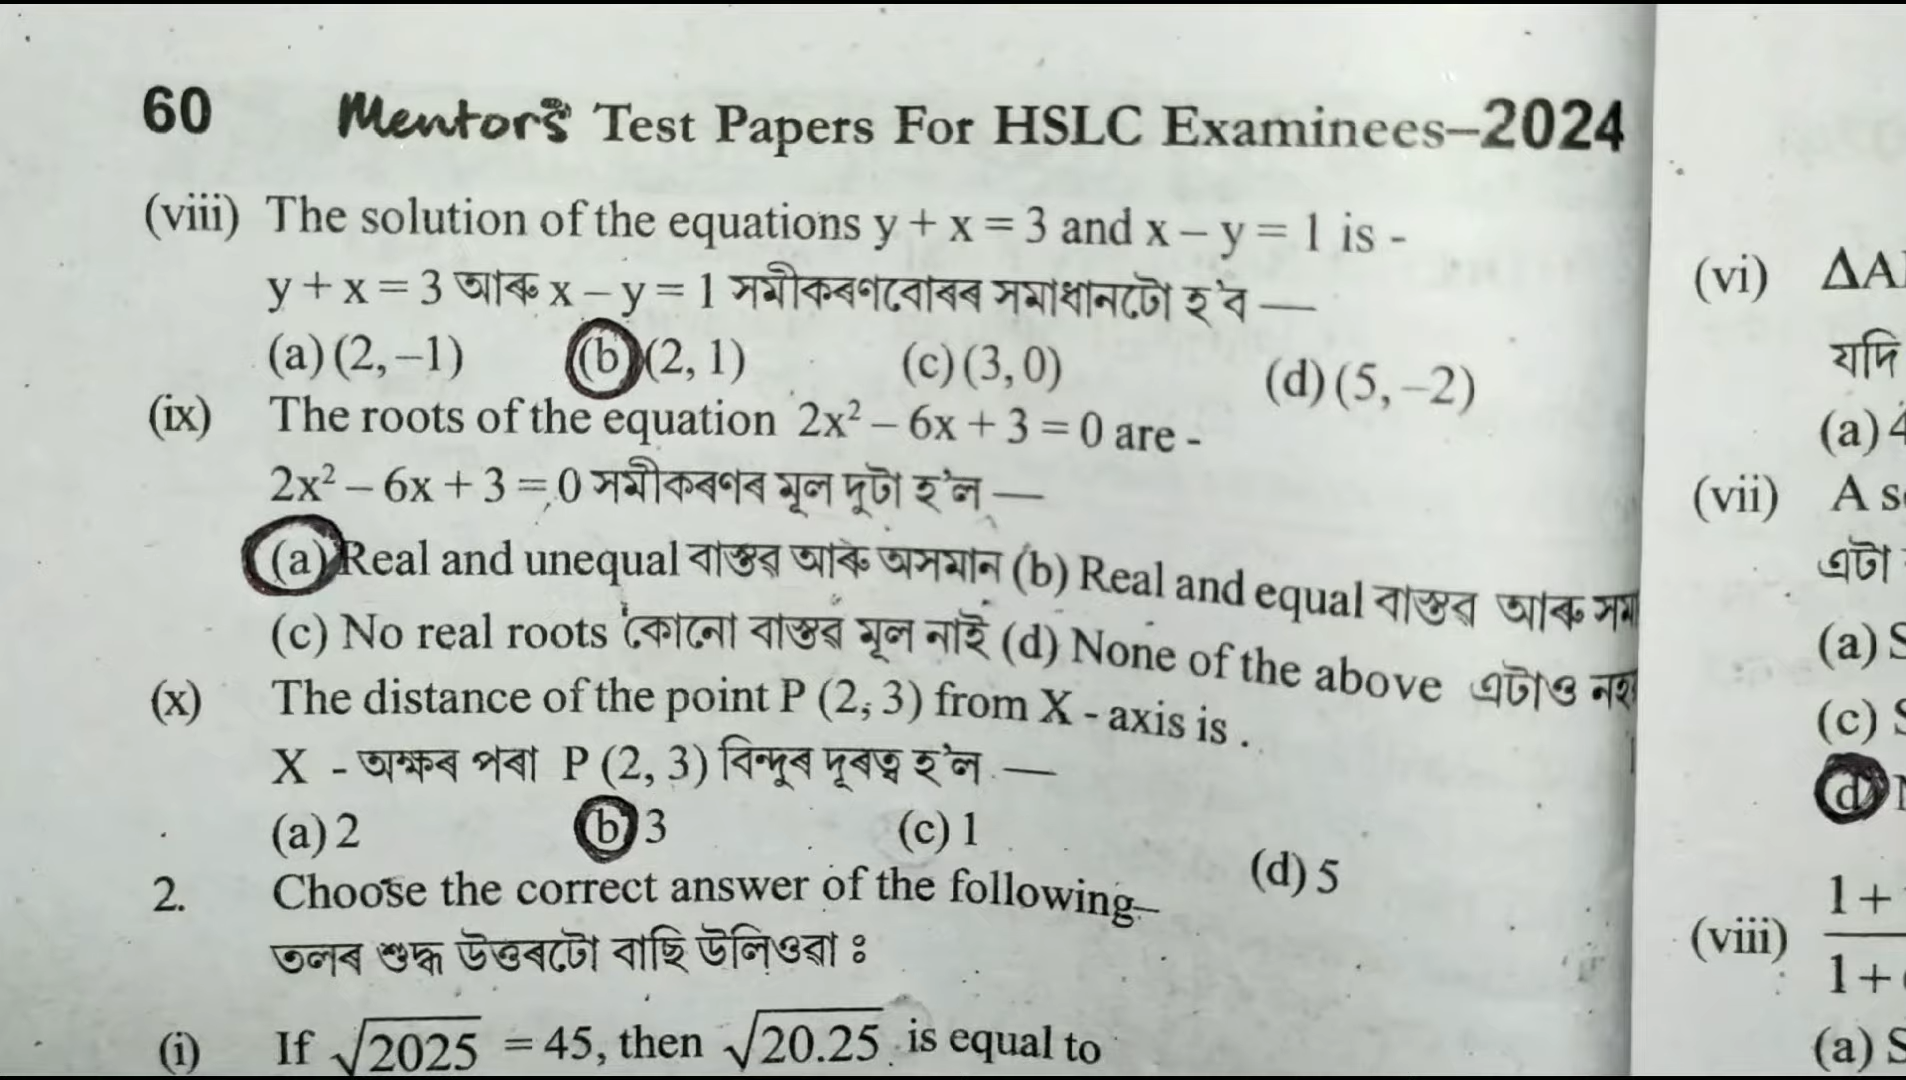 60 Mentor's Test Papers For HSLC Examinees–2024
(viii) The solution of the equations y + x = 3 and x – y = 1 is -
y + x = 3 আৰু x – y = 1 সমীকৰণবোৰৰ সমাধানটো হ'ব —
(a) (2, –1) (b) (2, 1) (c) (3, 0) (d) (5, –2)
(ix) The roots of the equation 2x² – 6x + 3 = 0 are -
2x² – 6x + 3 = 0 সমীকৰণৰ মূল দুটা হ'ল —
(a) Real and unequal বাস্তৱ আৰু অসমান (b) Real and equal বাস্তৱ আৰু সমা
(c) No real roots কোনো বাস্তৱ মূল নাই (d) None of the above এটাও নহয়
(x) The distance of the point P (2, 3) from X - axis is .
X - অক্ষৰ পৰা P (2, 3) বিন্দুৰ দূৰত্ব হ'ল —
(a) 2 (b) 3 (c) 1 (d) 5
2. Choose the correct answer of the following–
তলৰ শুদ্ধ উত্তৰটো বাছি উলিওৱা ঃ
(i) If √2025 = 45, then √20.25 is equal to
(vi) ΔA
যদি
(a) 4
(vii) A s
এটা
(a) S
(c) S
(d)
(viii) 1 +
1 +
(a) S